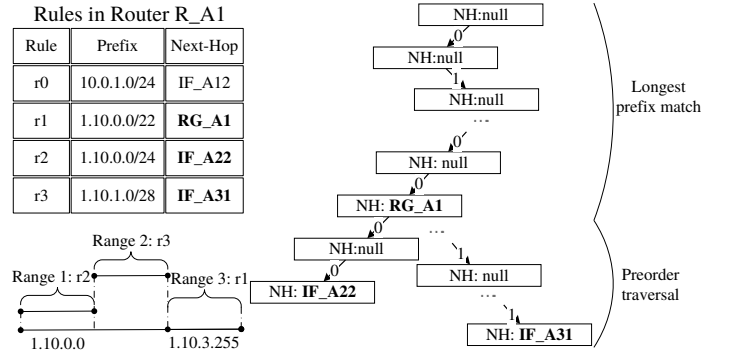 Rules in Router R_A1
Rule Prefix Next-Hop
r0 10.0.1.0/24 IF_A12
r1 1.10.0.0/22 RG_A1
r2 1.10.0.0/24 IF_A22
r3 1.10.1.0/28 IF_A31
Range 2: r3
Range 1: r2
Range 3: r1
1.10.0.0
1.10.3.255
NH:null
0
NH:null
1
NH:null
...
0
NH: null
0
NH: RG_A1
0
...
NH:null
1
0
NH: null
NH: IF_A22
...
1
NH: IF_A31
Longest
prefix match
Preorder
traversal